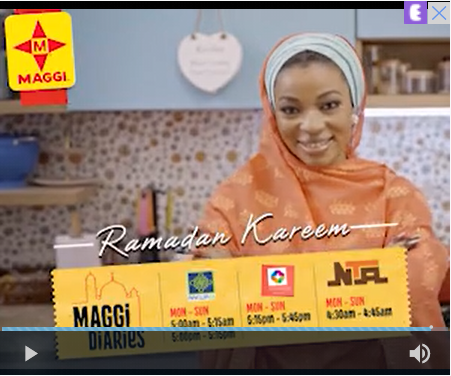 MAGGI
Ramadan Kareem
MAGGI
DIARIES
MON - SUN
5:00am - 5:15am
MON - SUN
5:15pm - 5:45pm
NTA
MON - SUN
4:30am - 4:45am